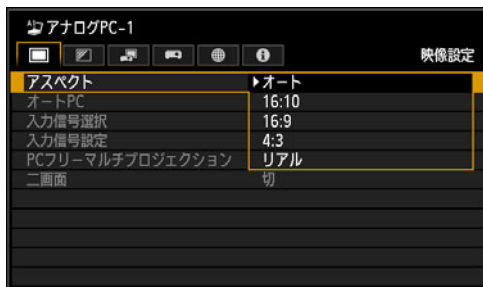 アナログPC-1
映像設定
アスペクト ▶オート
オートPC 16:10
入力信号選択 16:9
入力信号設定 4:3
PCフリーマルチプロジェクション リアル
二画面 切